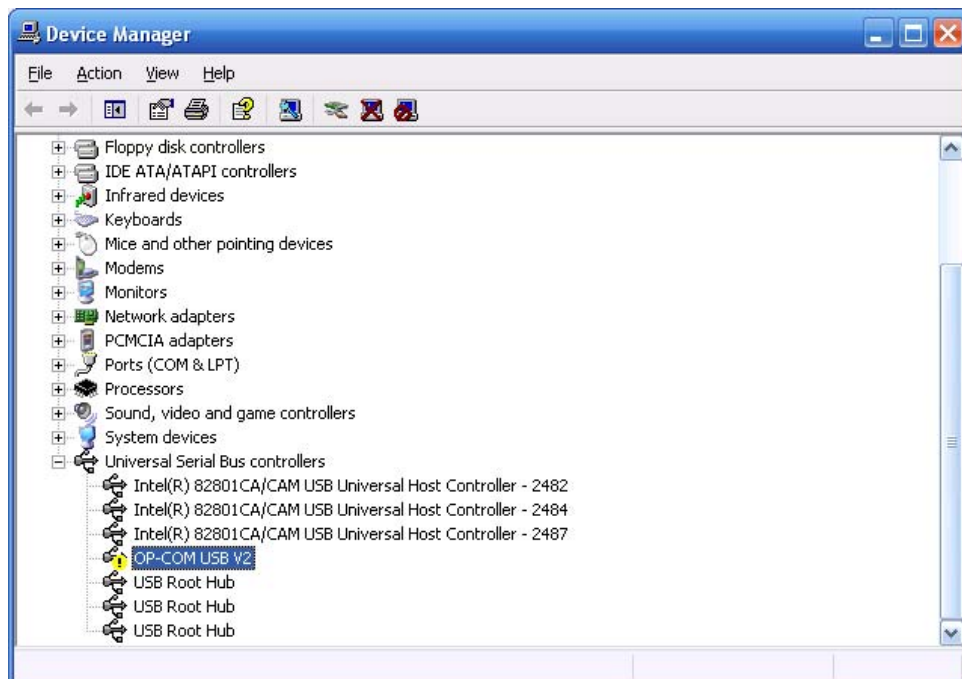 Device Manager
File Action View Help
Floppy disk controllers
IDE ATA/ATAPI controllers
Infrared devices
Keyboards
Mice and other pointing devices
Modems
Monitors
Network adapters
PCMCIA adapters
Ports (COM & LPT)
Processors
Sound, video and game controllers
System devices
Universal Serial Bus controllers
Intel(R) 82801CA/CAM USB Universal Host Controller - 2482
Intel(R) 82801CA/CAM USB Universal Host Controller - 2484
Intel(R) 82801CA/CAM USB Universal Host Controller - 2487
OP-COM USB V2
USB Root Hub
USB Root Hub
USB Root Hub